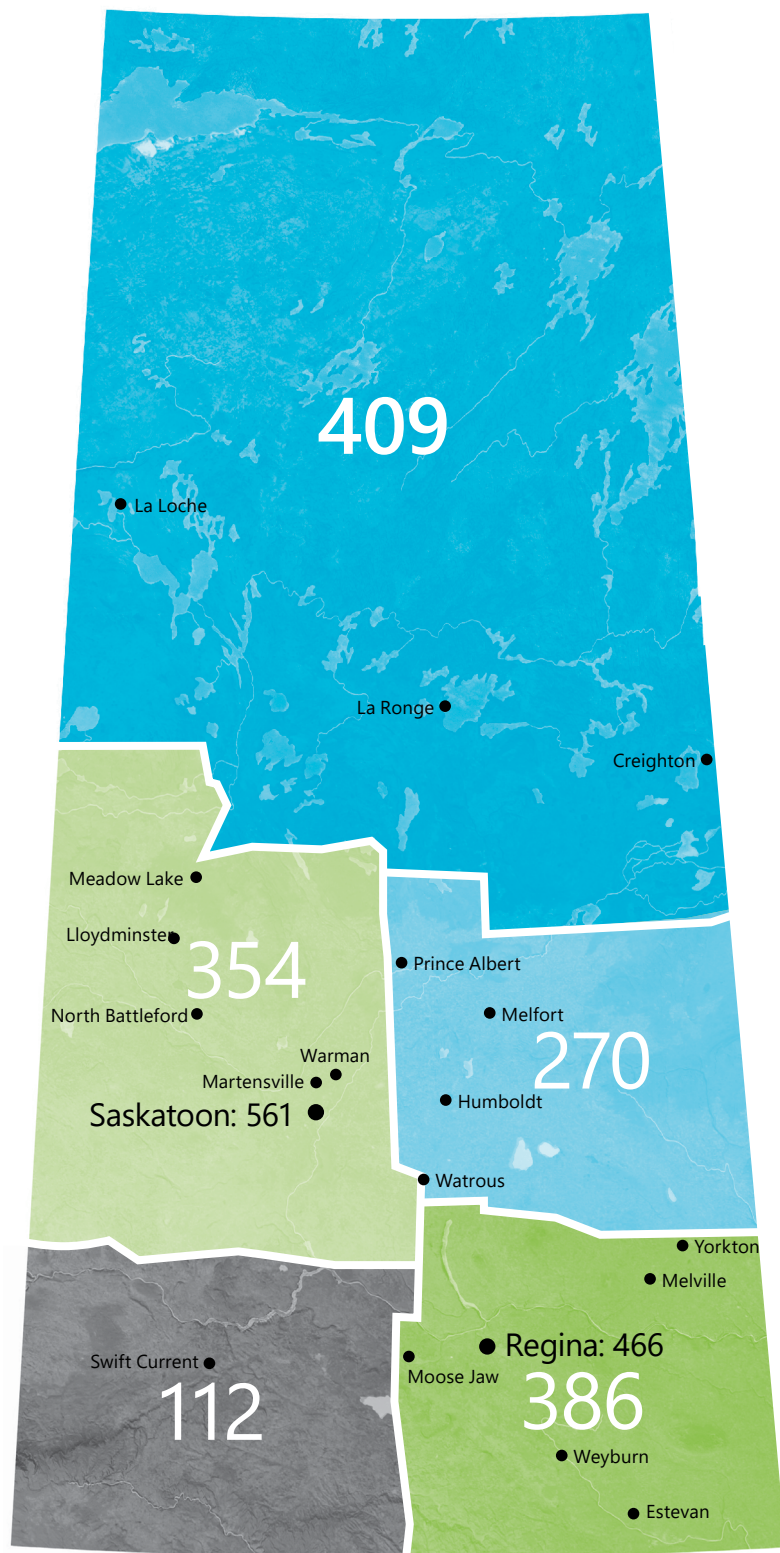 409
La Loche
La Ronge
Creighton
Meadow Lake
Lloydminster
354
Prince Albert
North Battleford
Melfort
270
Warman
Martensville
Humboldt
Saskatoon: 561
Watrous
Yorkton
Melville
Regina: 466
Swift Current
Moose Jaw
112
386
Weyburn
Estevan